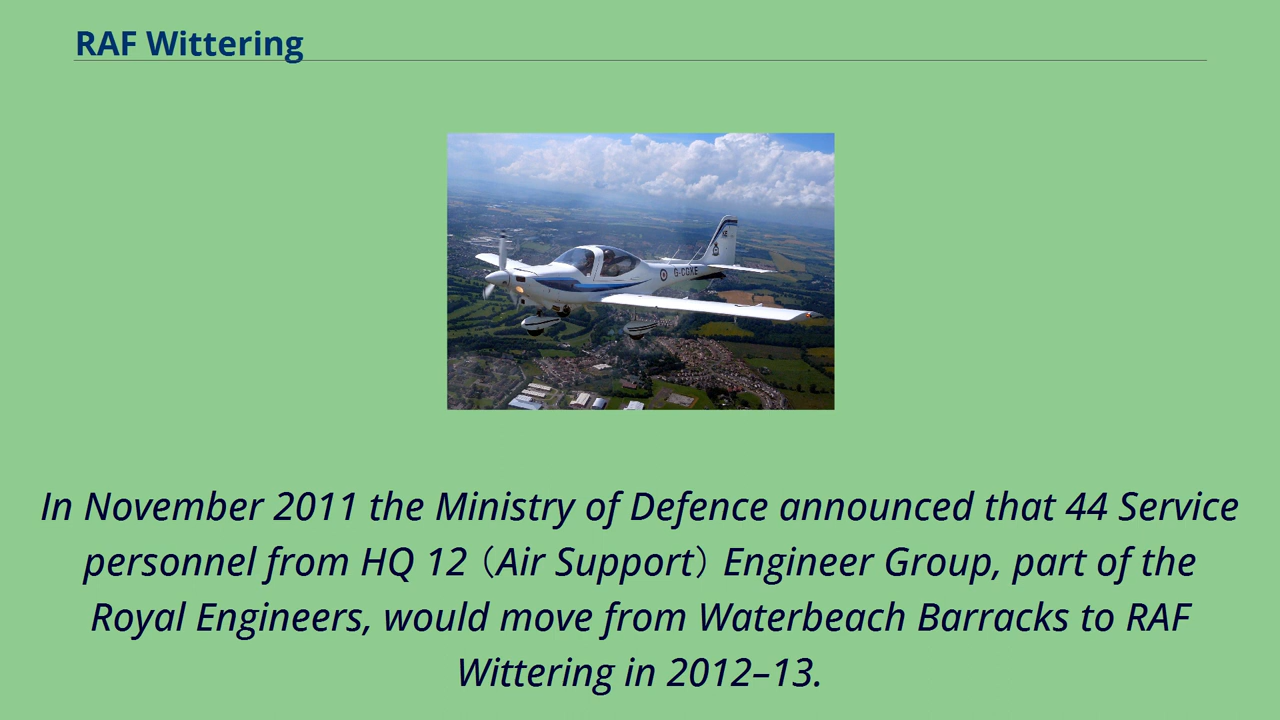 RAF Wittering
G-CGKE
In November 2011 the Ministry of Defence announced that 44 Service
personnel from HQ 12（Air Support）Engineer Group, part of the
Royal Engineers, would move from Waterbeach Barracks to RAF
Wittering in 2012–13.